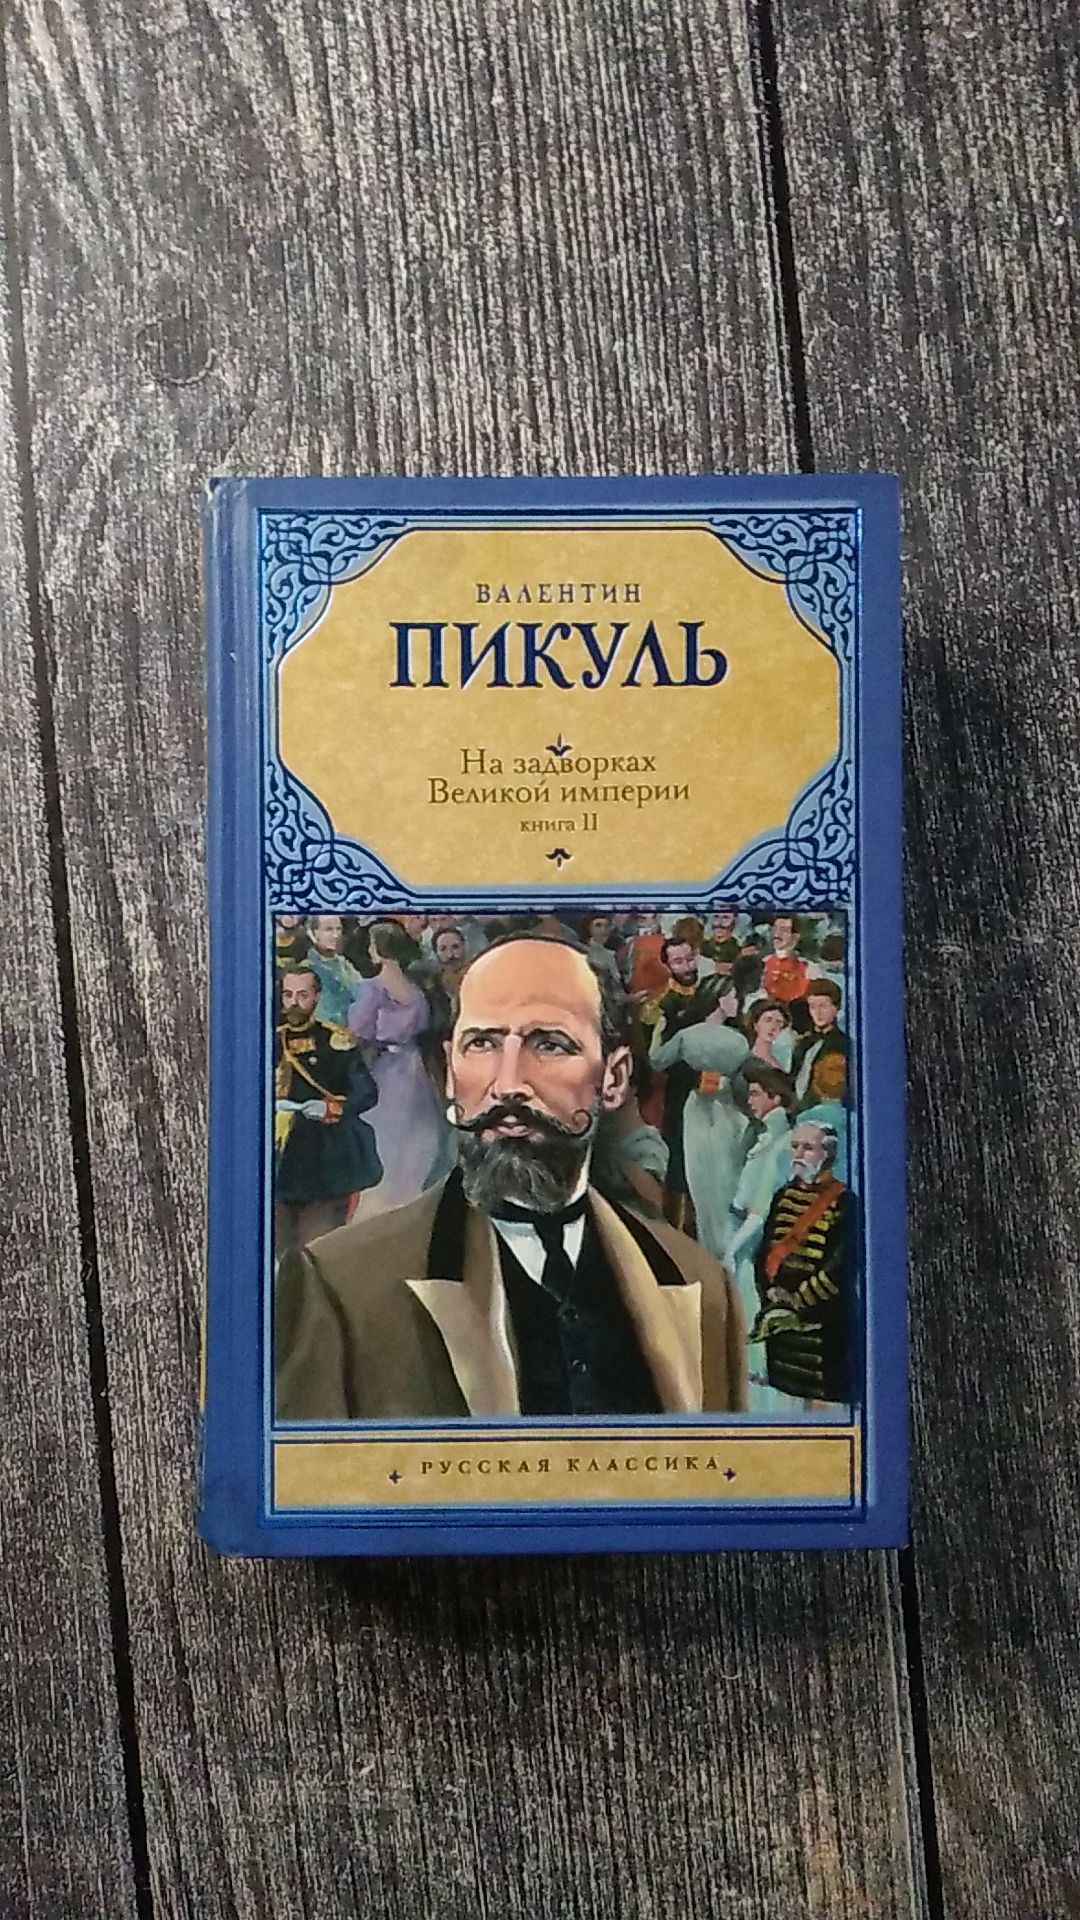 ВАЛЕНТИН
ПИКУЛЬ
На задворках
Великой империи
книга II
РУССКАЯ КЛАССИКА